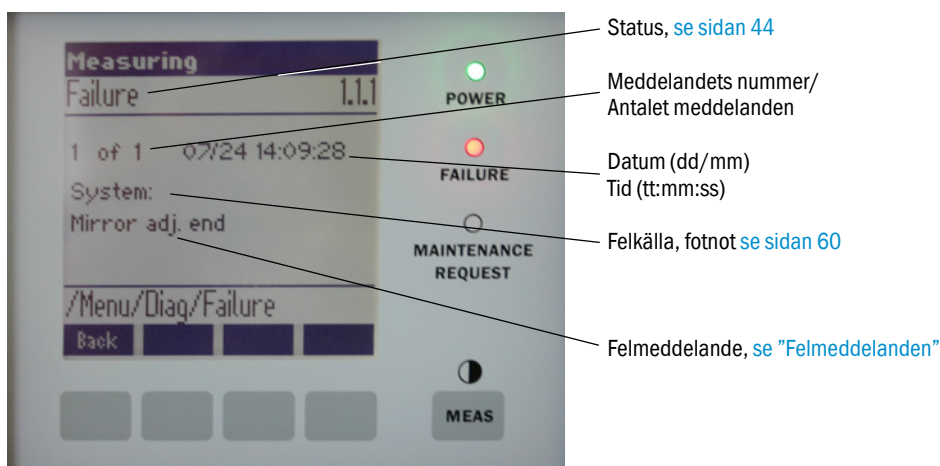 Measuring
Failure 1.1.1
1 of 1 07/24 14:09:28
System:
Mirror adj. end
/Menu/Diag/Failure
Back
POWER
FAILURE
MAINTENANCE
REQUEST
MEAS
Status, se sidan 44
Meddelandets nummer/
Antalet meddelanden
Datum (dd/mm)
Tid (tt:mm:ss)
Felkälla, fotnot se sidan 60
Felmeddelande, se ”Felmeddelanden”